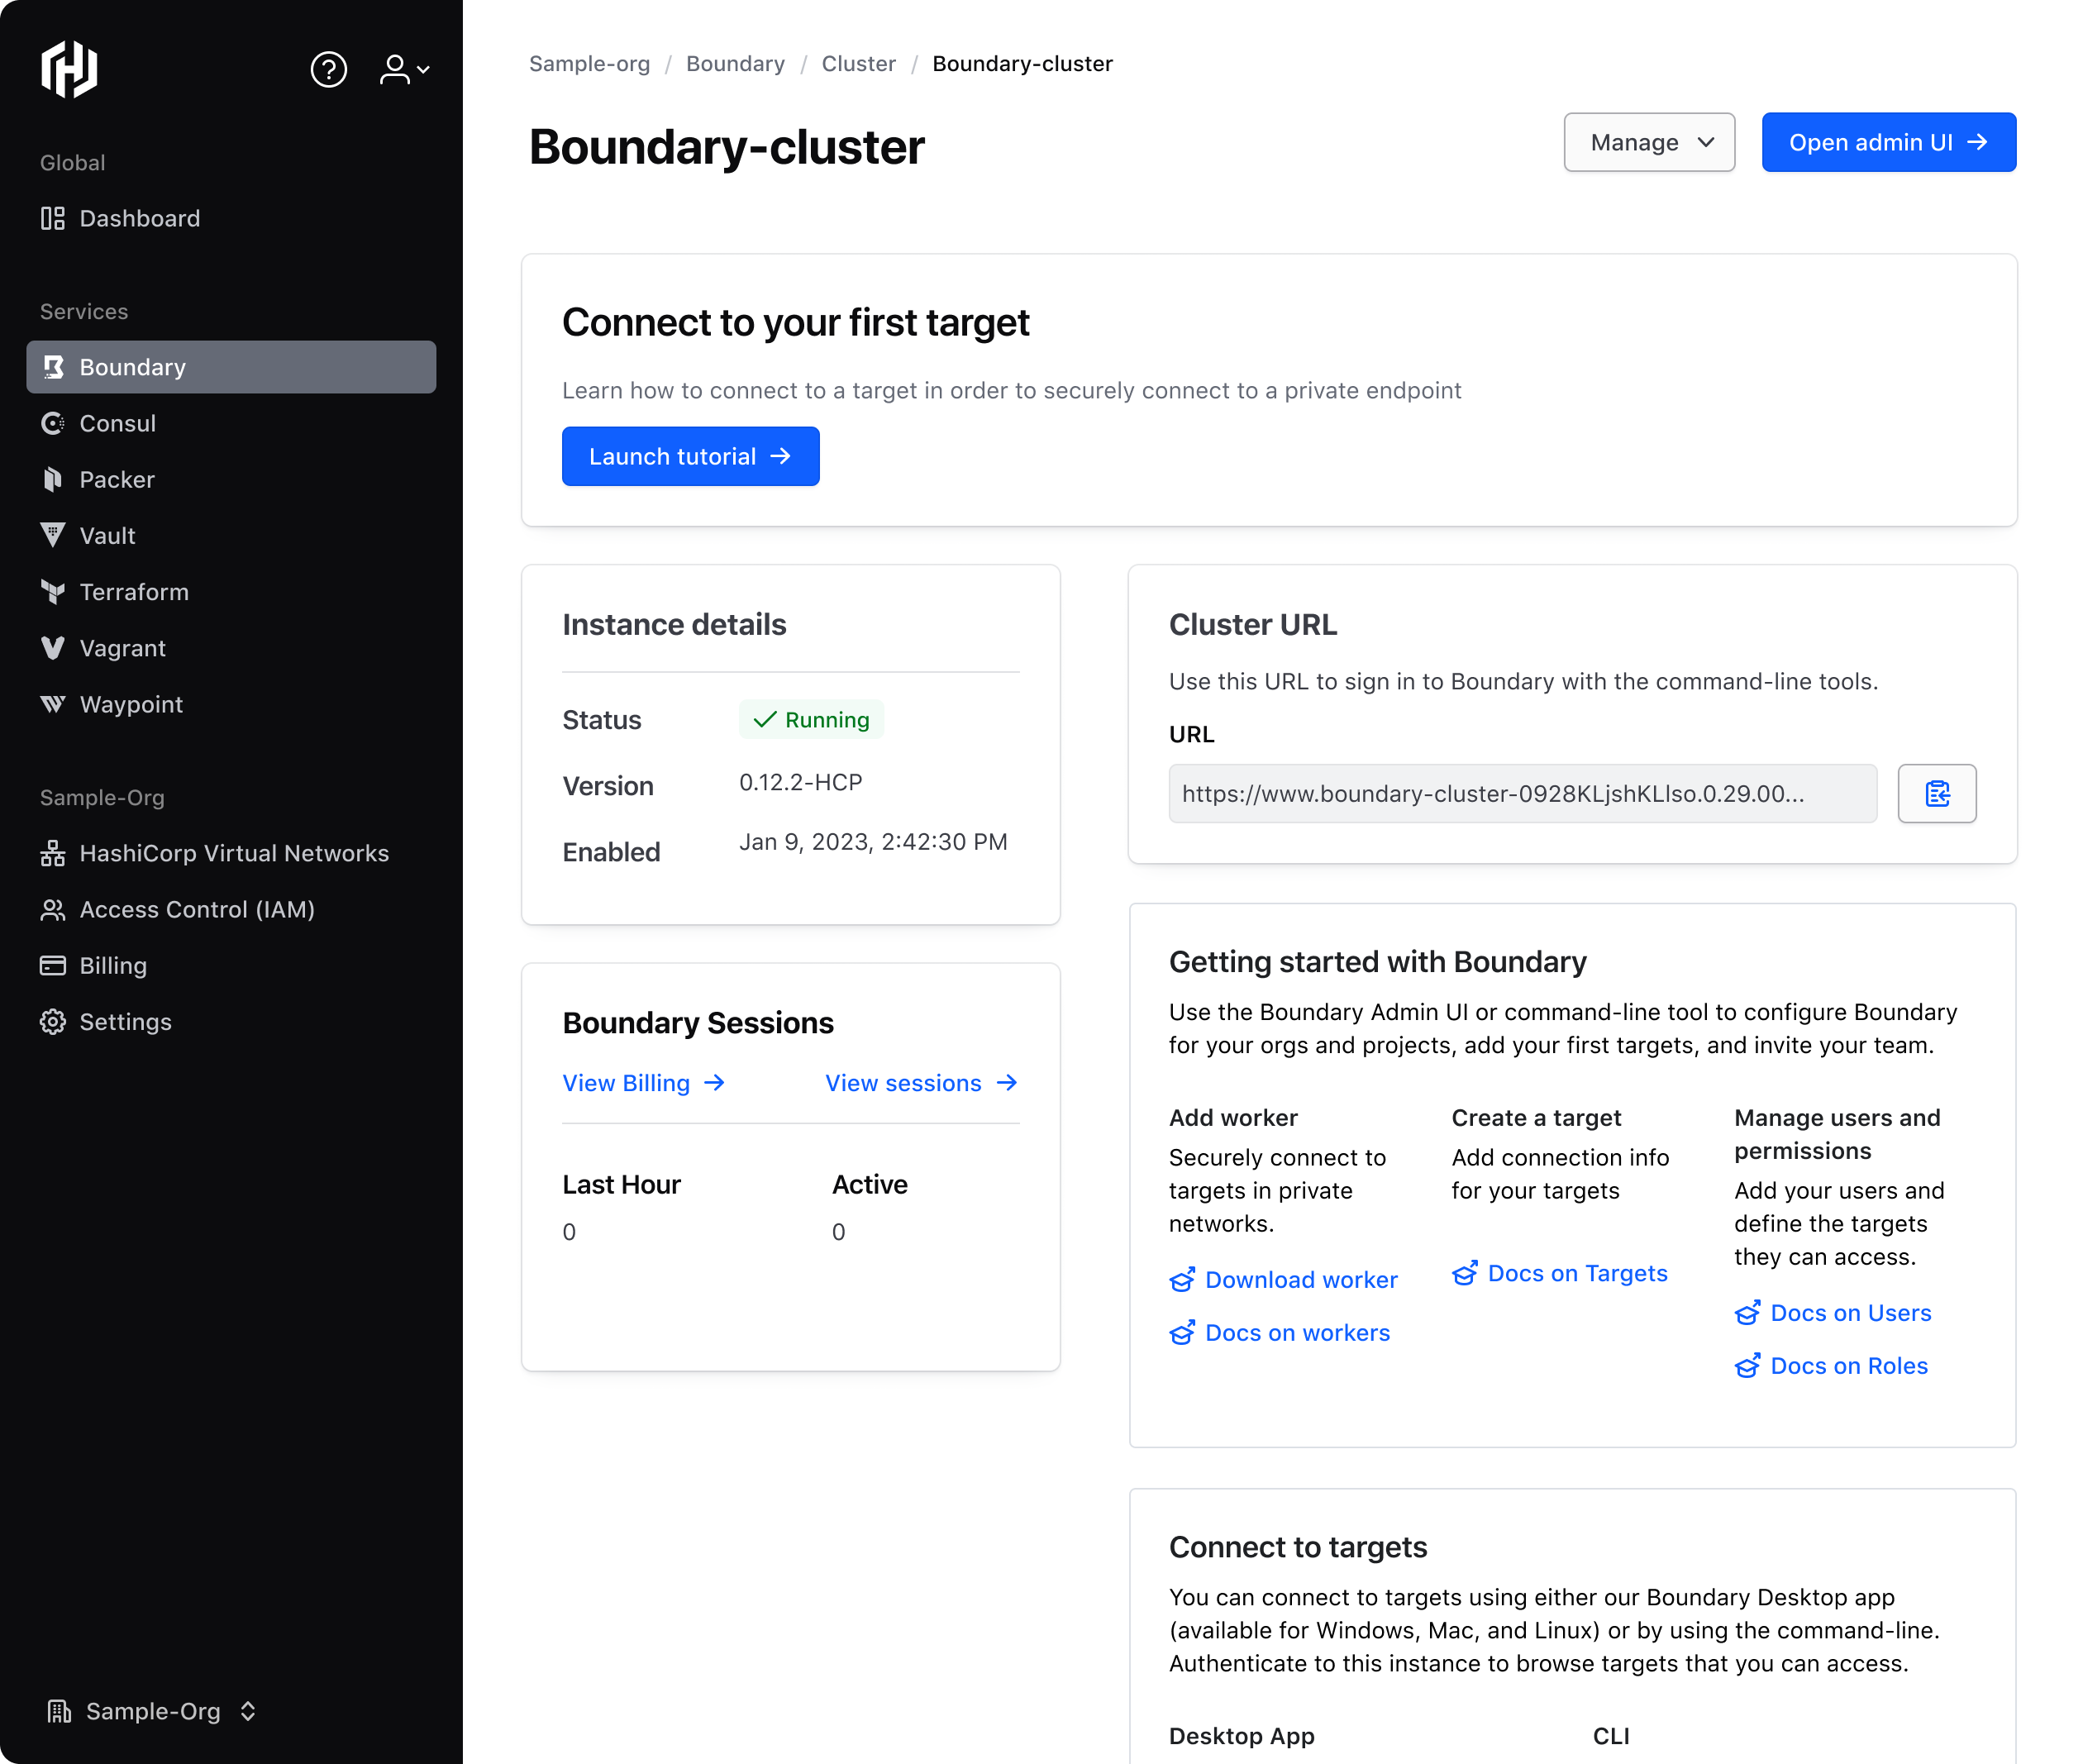 Global
Dashboard
Services
Boundary
Consul
Packer
Vault
Terraform
Vagrant
Waypoint
Sample-Org
HashiCorp Virtual Networks
Access Control (IAM)
Billing
Settings
Sample-Org
Sample-org / Boundary / Cluster / Boundary-cluster
Boundary-cluster
Manage
Open admin UI
Connect to your first target
Learn how to connect to a target in order to securely connect to a private endpoint
Launch tutorial
Instance details
Status Running
Version 0.12.2-HCP
Enabled Jan 9, 2023, 2:42:30 PM
Boundary Sessions
View Billing View sessions
Last Hour Active
0 0
Cluster URL
Use this URL to sign in to Boundary with the command-line tools.
URL
https://www.boundary-cluster-0928KLjshKLlso.0.29.00...
Getting started with Boundary
Use the Boundary Admin UI or command-line tool to configure Boundary
for your orgs and projects, add your first targets, and invite your team.
Add worker
Securely connect to
targets in private
networks.
Download worker
Docs on workers
Create a target
Add connection info
for your targets
Docs on Targets
Manage users and
permissions
Add your users and
define the targets
they can access.
Docs on Users
Docs on Roles
Connect to targets
You can connect to targets using either our Boundary Desktop app
(available for Windows, Mac, and Linux) or by using the command-line.
Authenticate to this instance to browse targets that you can access.
Desktop App CLI